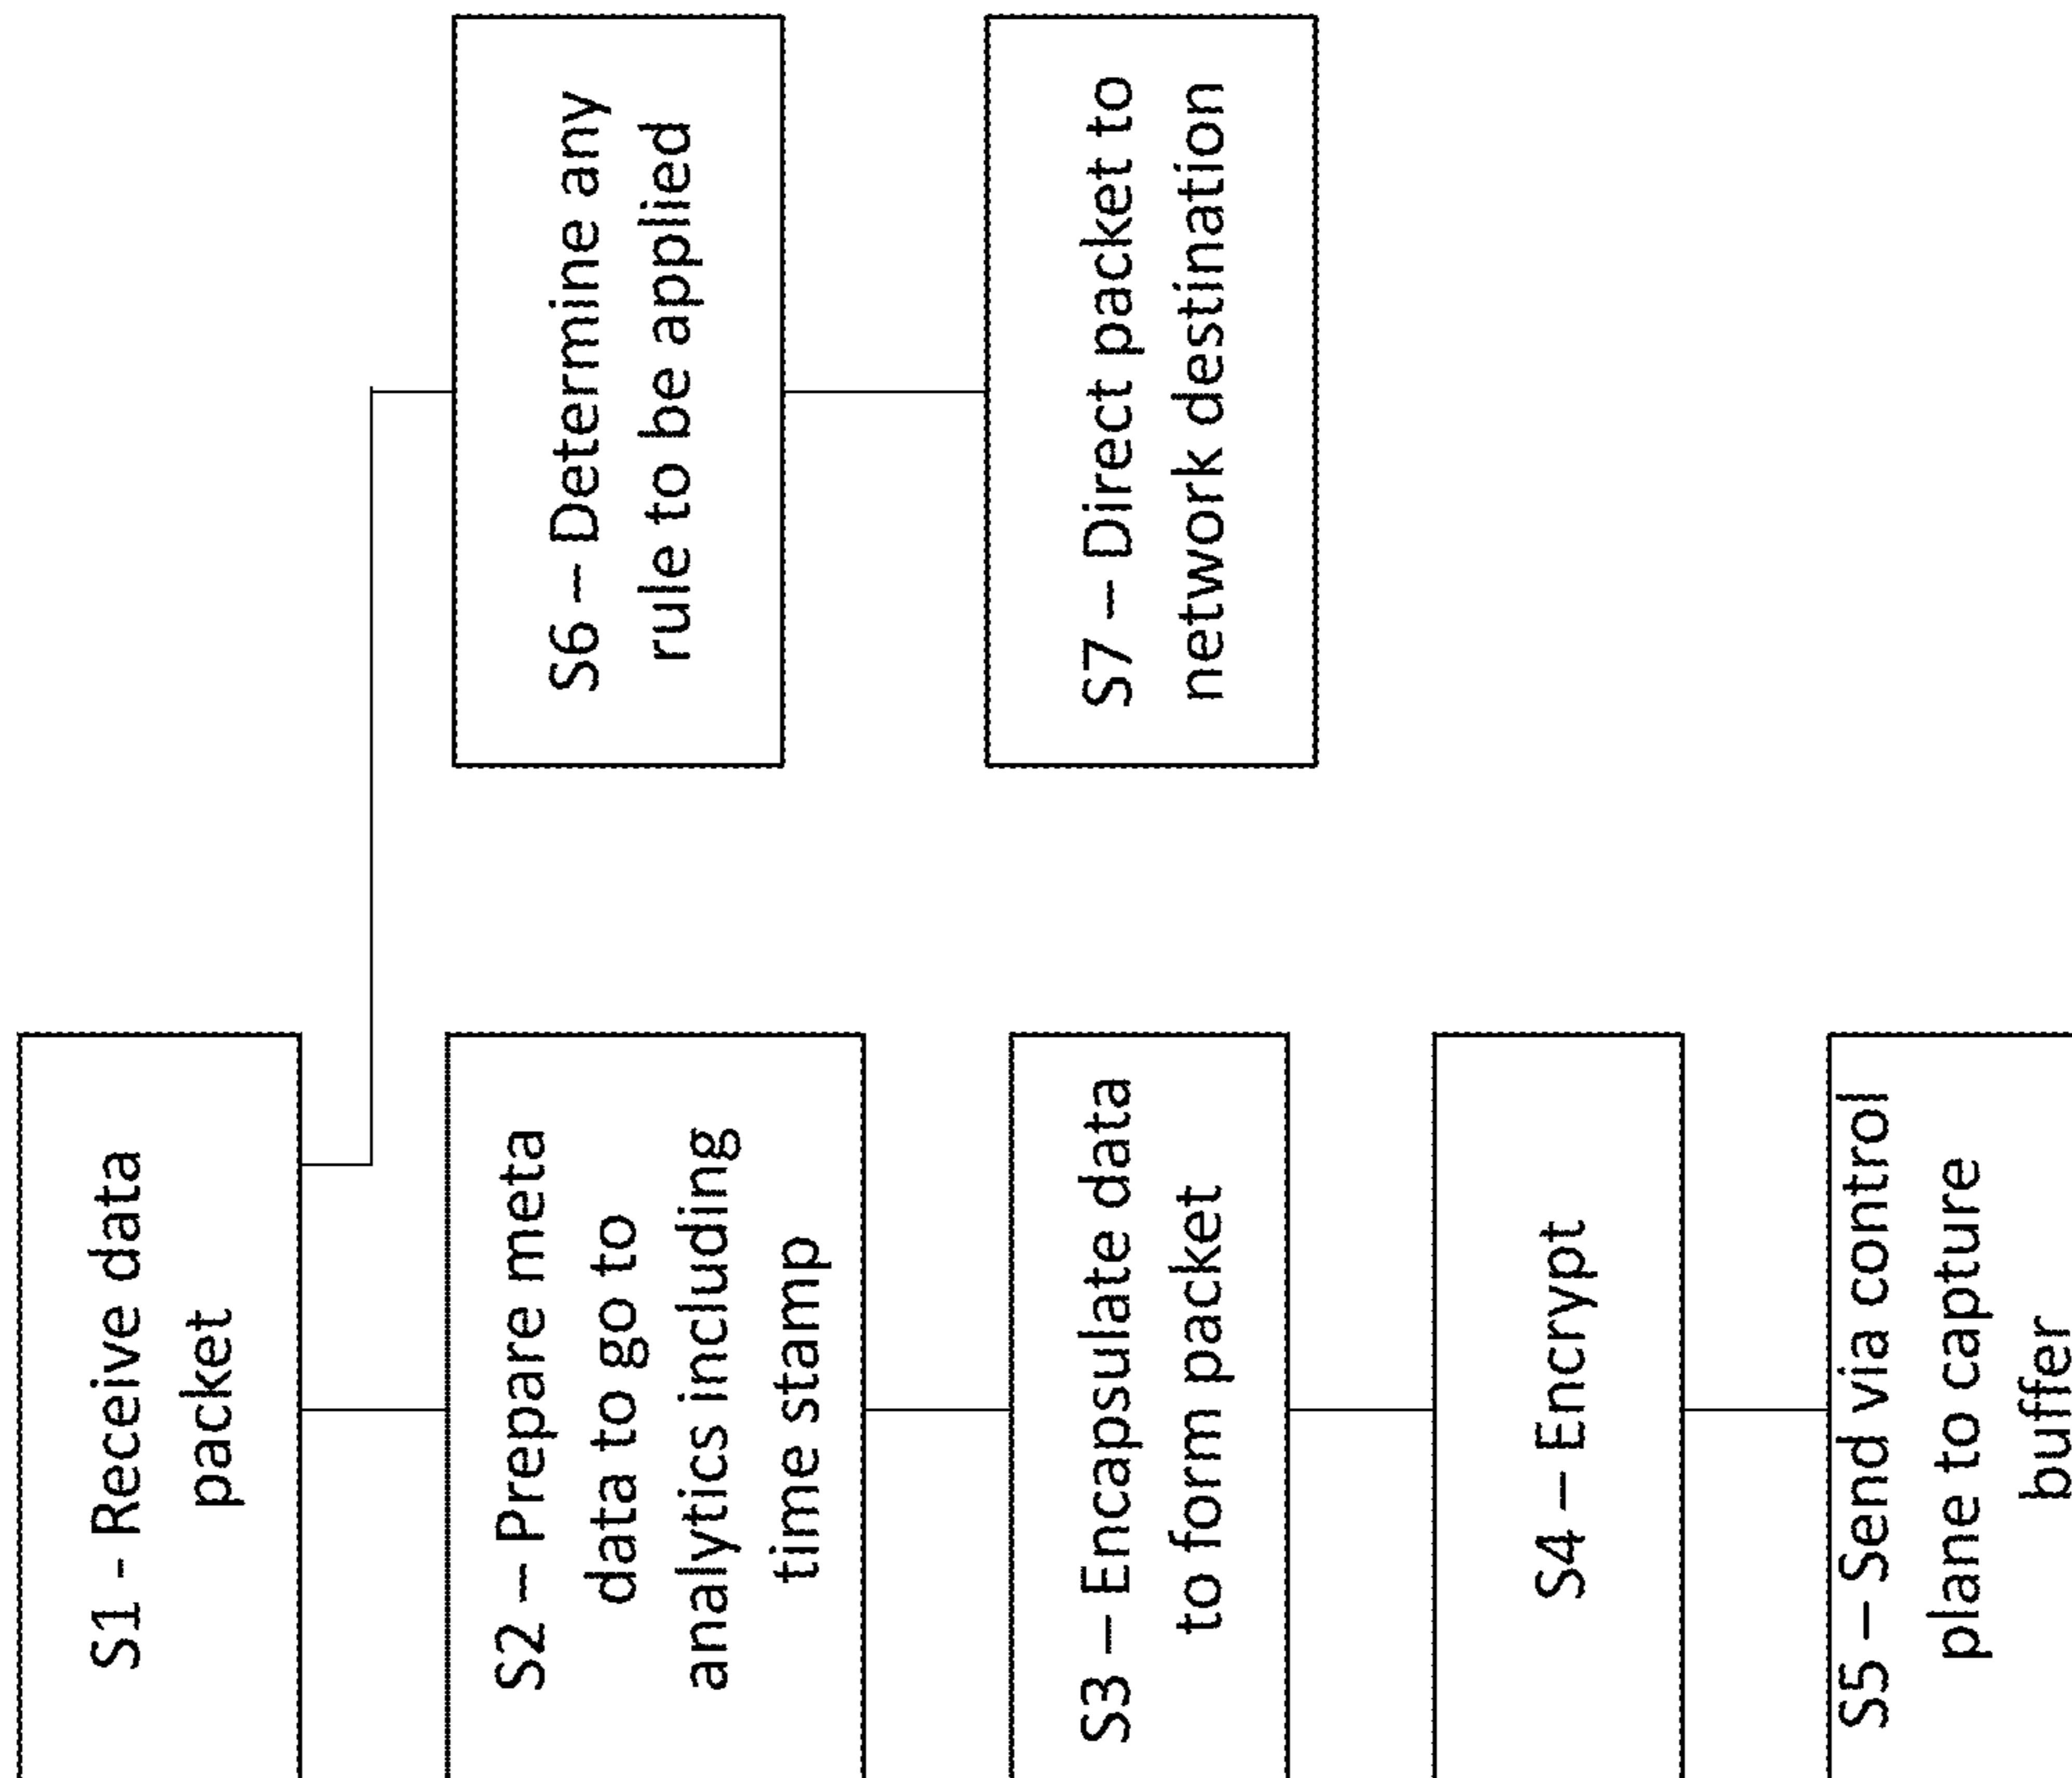 S1 - Receive data
packet
S2 – Prepare meta
data to go to
analytics including
time stamp
S3 – Encapsulate data
to form packet
S4 – Encrypt
S5 – Send via control
plane to capture
buffer
S6 – Determine any
rule to be applied
S7 – Direct packet to
network destination